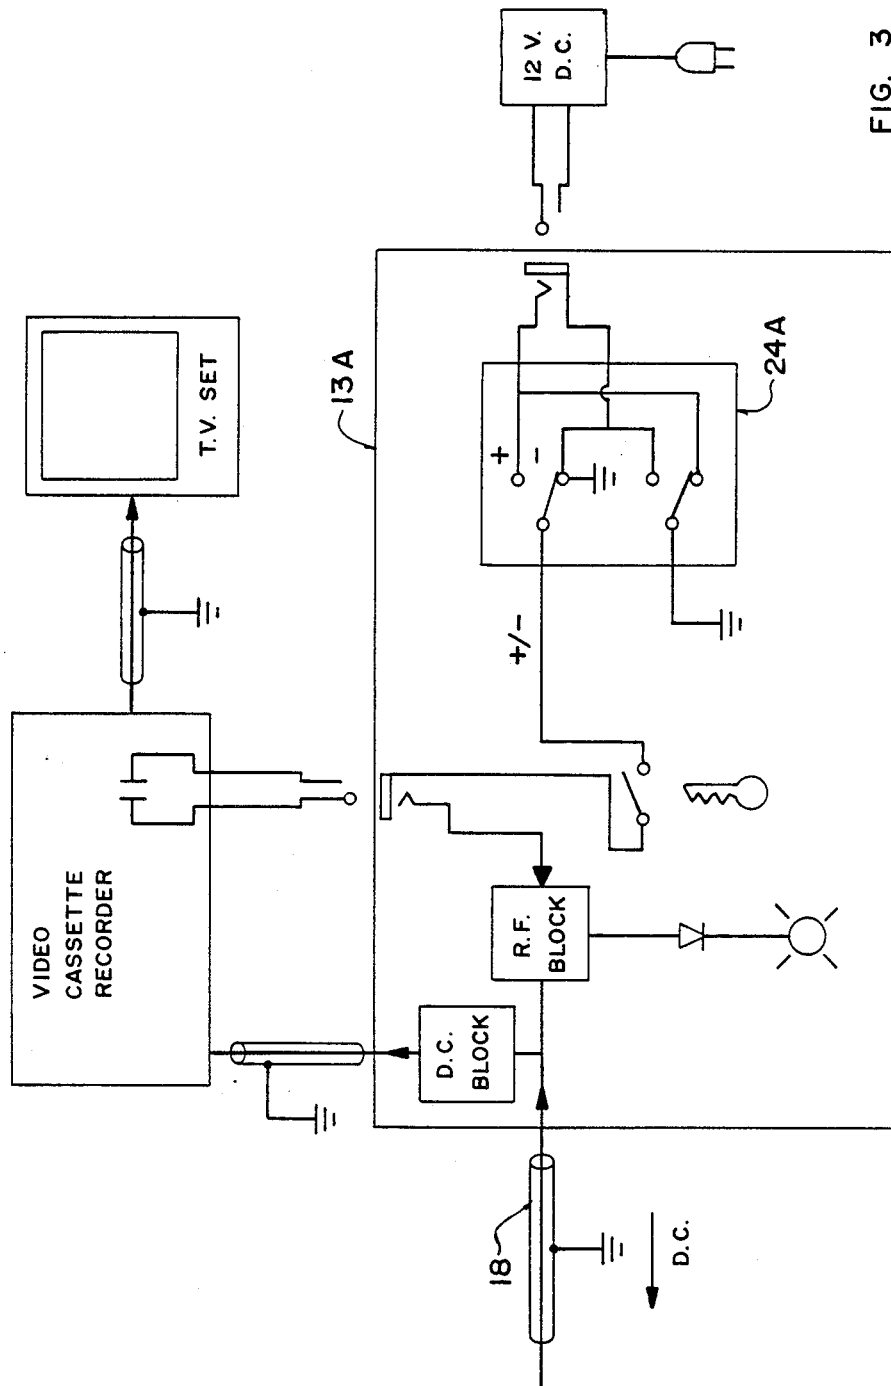 VIDEO
CASSETTE
RECORDER
T.V. SET
13A
D.C.
BLOCK
R.F.
BLOCK
+/-
+
-
24A
12 V.
D.C.
18
D.C.
FIG. 3